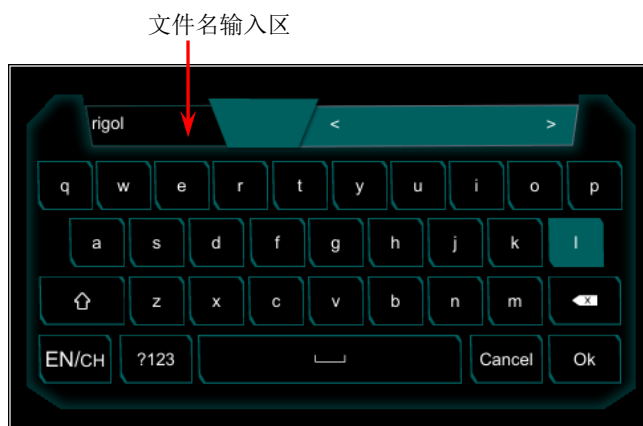 文件名输入区
rigol < >
q w e r t y u i o p
a s d f g h j k l
z x c v b n m x
EN/CH ?123 Cancel Ok